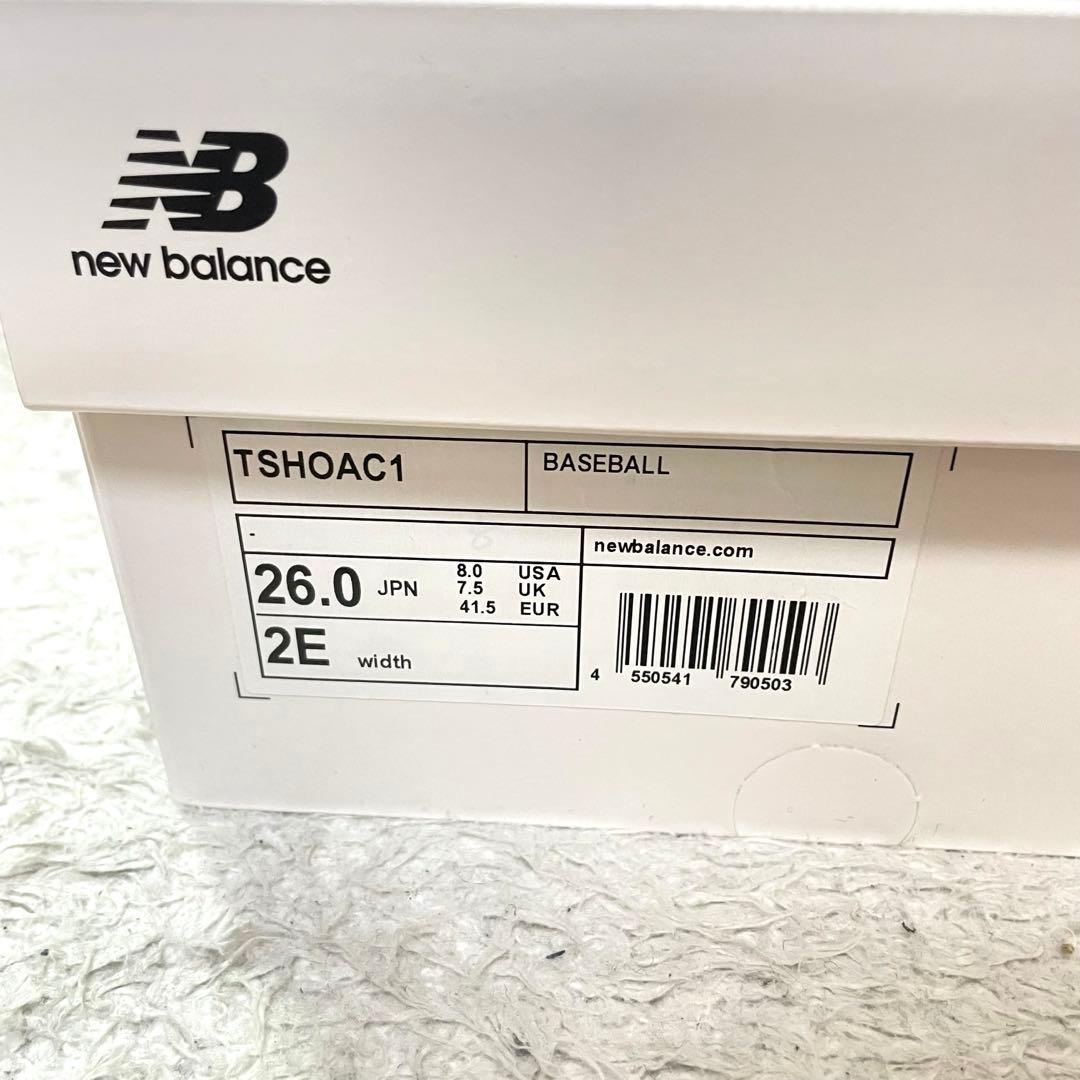 NB
new balance
TSHOAC1
BASEBALL
-
newbalance.com
26.0 JPN
8.0 USA
7.5 UK
41.5 EUR
2E width
4 550541 790503